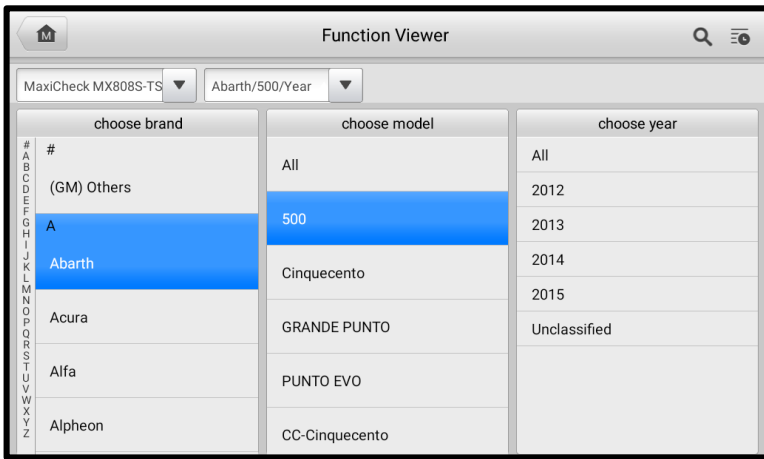 M
Function Viewer
MaxiCheck MX808S-TS
Abarth/500/Year
choose brand
#
A
B
C
D
E
F
G
H
I
J
K
L
M
N
O
P
Q
R
S
T
U
V
W
X
Y
Z
#
(GM) Others
A
Abarth
Acura
Alfa
Alpheon
choose model
All
500
Cinquecento
GRANDE PUNTO
PUNTO EVO
CC-Cinquecento
choose year
All
2012
2013
2014
2015
Unclassified